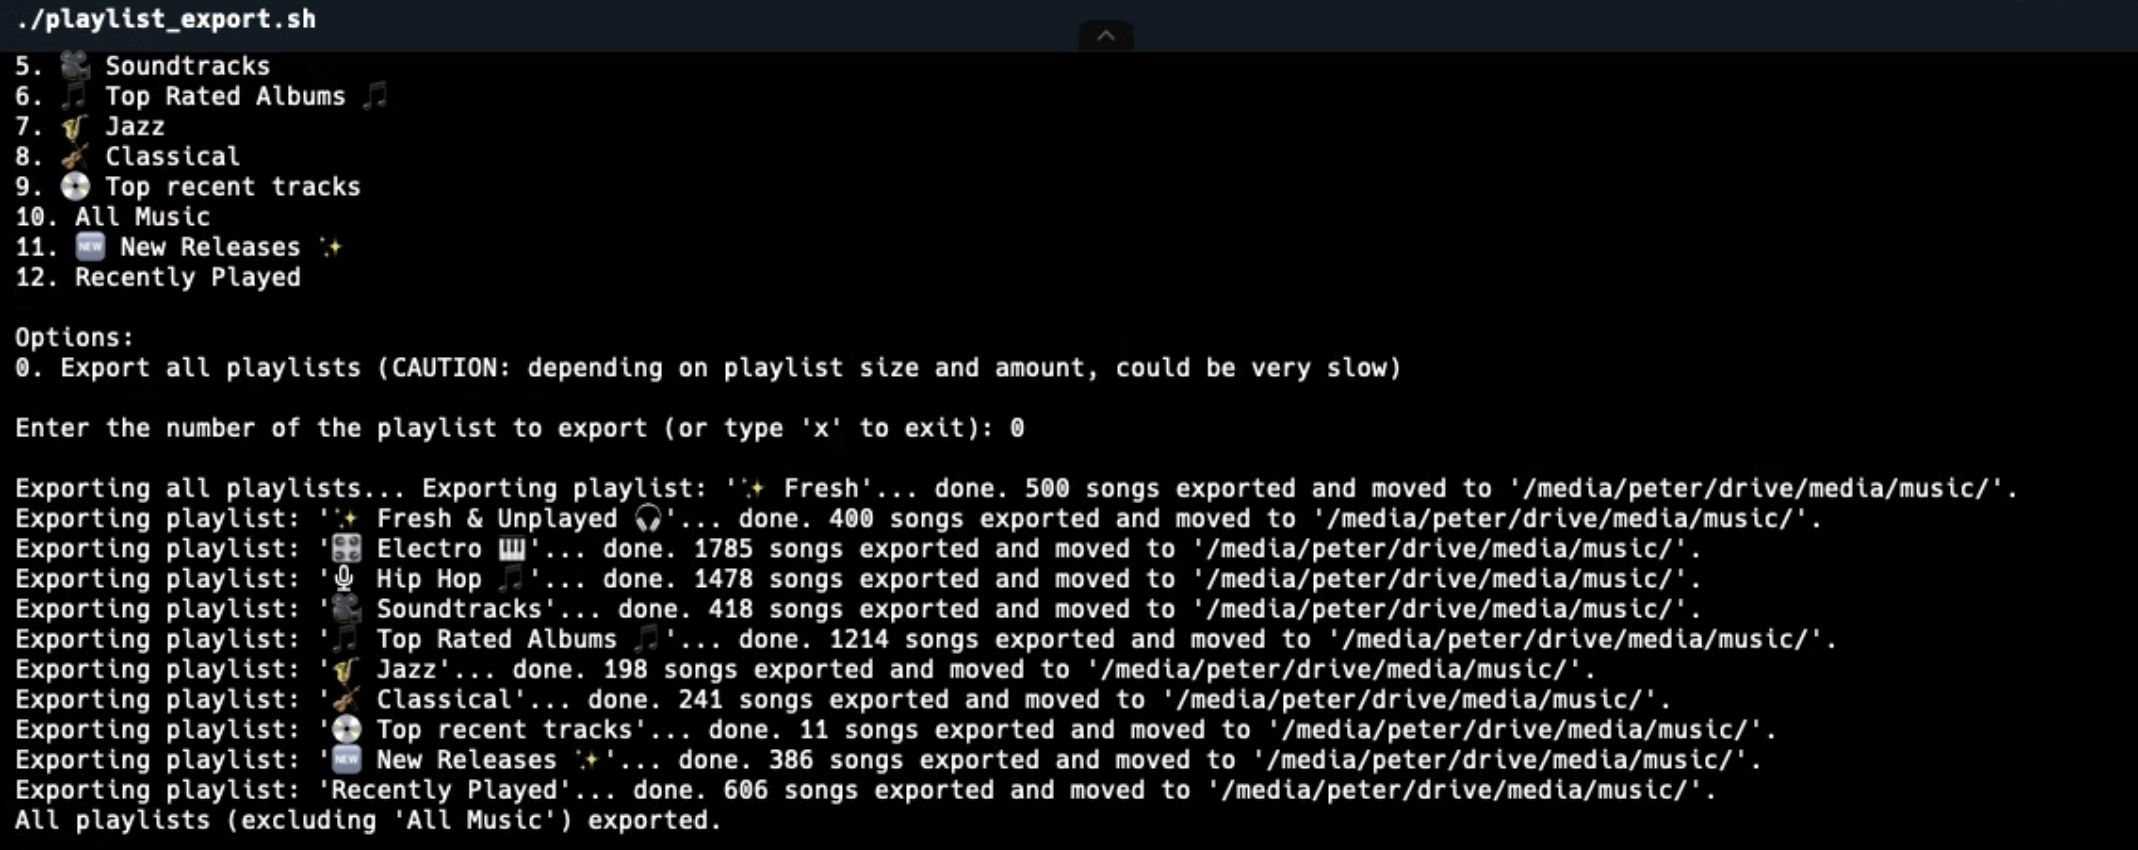 ./playlist_export.sh
5. 🎥 Soundtracks
6. 🎵 Top Rated Albums 🎵
7. 🎷 Jazz
8. 🎻 Classical
9. 💿 Top recent tracks
10. All Music
11. 🆕 New Releases ✨
12. Recently Played
Options:
0. Export all playlists (CAUTION: depending on playlist size and amount, could be very slow)
Enter the number of the playlist to export (or type 'x' to exit): 0
Exporting all playlists... Exporting playlist: '✨ Fresh'... done. 500 songs exported and moved to '/media/peter/drive/media/music/'.
Exporting playlist: '✨ Fresh & Unplayed 🎧'... done. 400 songs exported and moved to '/media/peter/drive/media/music/'.
Exporting playlist: '🎛 Electro 🎹'... done. 1785 songs exported and moved to '/media/peter/drive/media/music/'.
Exporting playlist: '🎙 Hip Hop 🎵'... done. 1478 songs exported and moved to '/media/peter/drive/media/music/'.
Exporting playlist: '🎥 Soundtracks'... done. 418 songs exported and moved to '/media/peter/drive/media/music/'.
Exporting playlist: '🎵 Top Rated Albums 🎵'... done. 1214 songs exported and moved to '/media/peter/drive/media/music/'.
Exporting playlist: '🎷 Jazz'... done. 198 songs exported and moved to '/media/peter/drive/media/music/'.
Exporting playlist: '🎻 Classical'... done. 241 songs exported and moved to '/media/peter/drive/media/music/'.
Exporting playlist: '💿 Top recent tracks'... done. 11 songs exported and moved to '/media/peter/drive/media/music/'.
Exporting playlist: '🆕 New Releases ✨'... done. 386 songs exported and moved to '/media/peter/drive/media/music/'.
Exporting playlist: 'Recently Played'... done. 606 songs exported and moved to '/media/peter/drive/media/music/'.
All playlists (excluding 'All Music') exported.